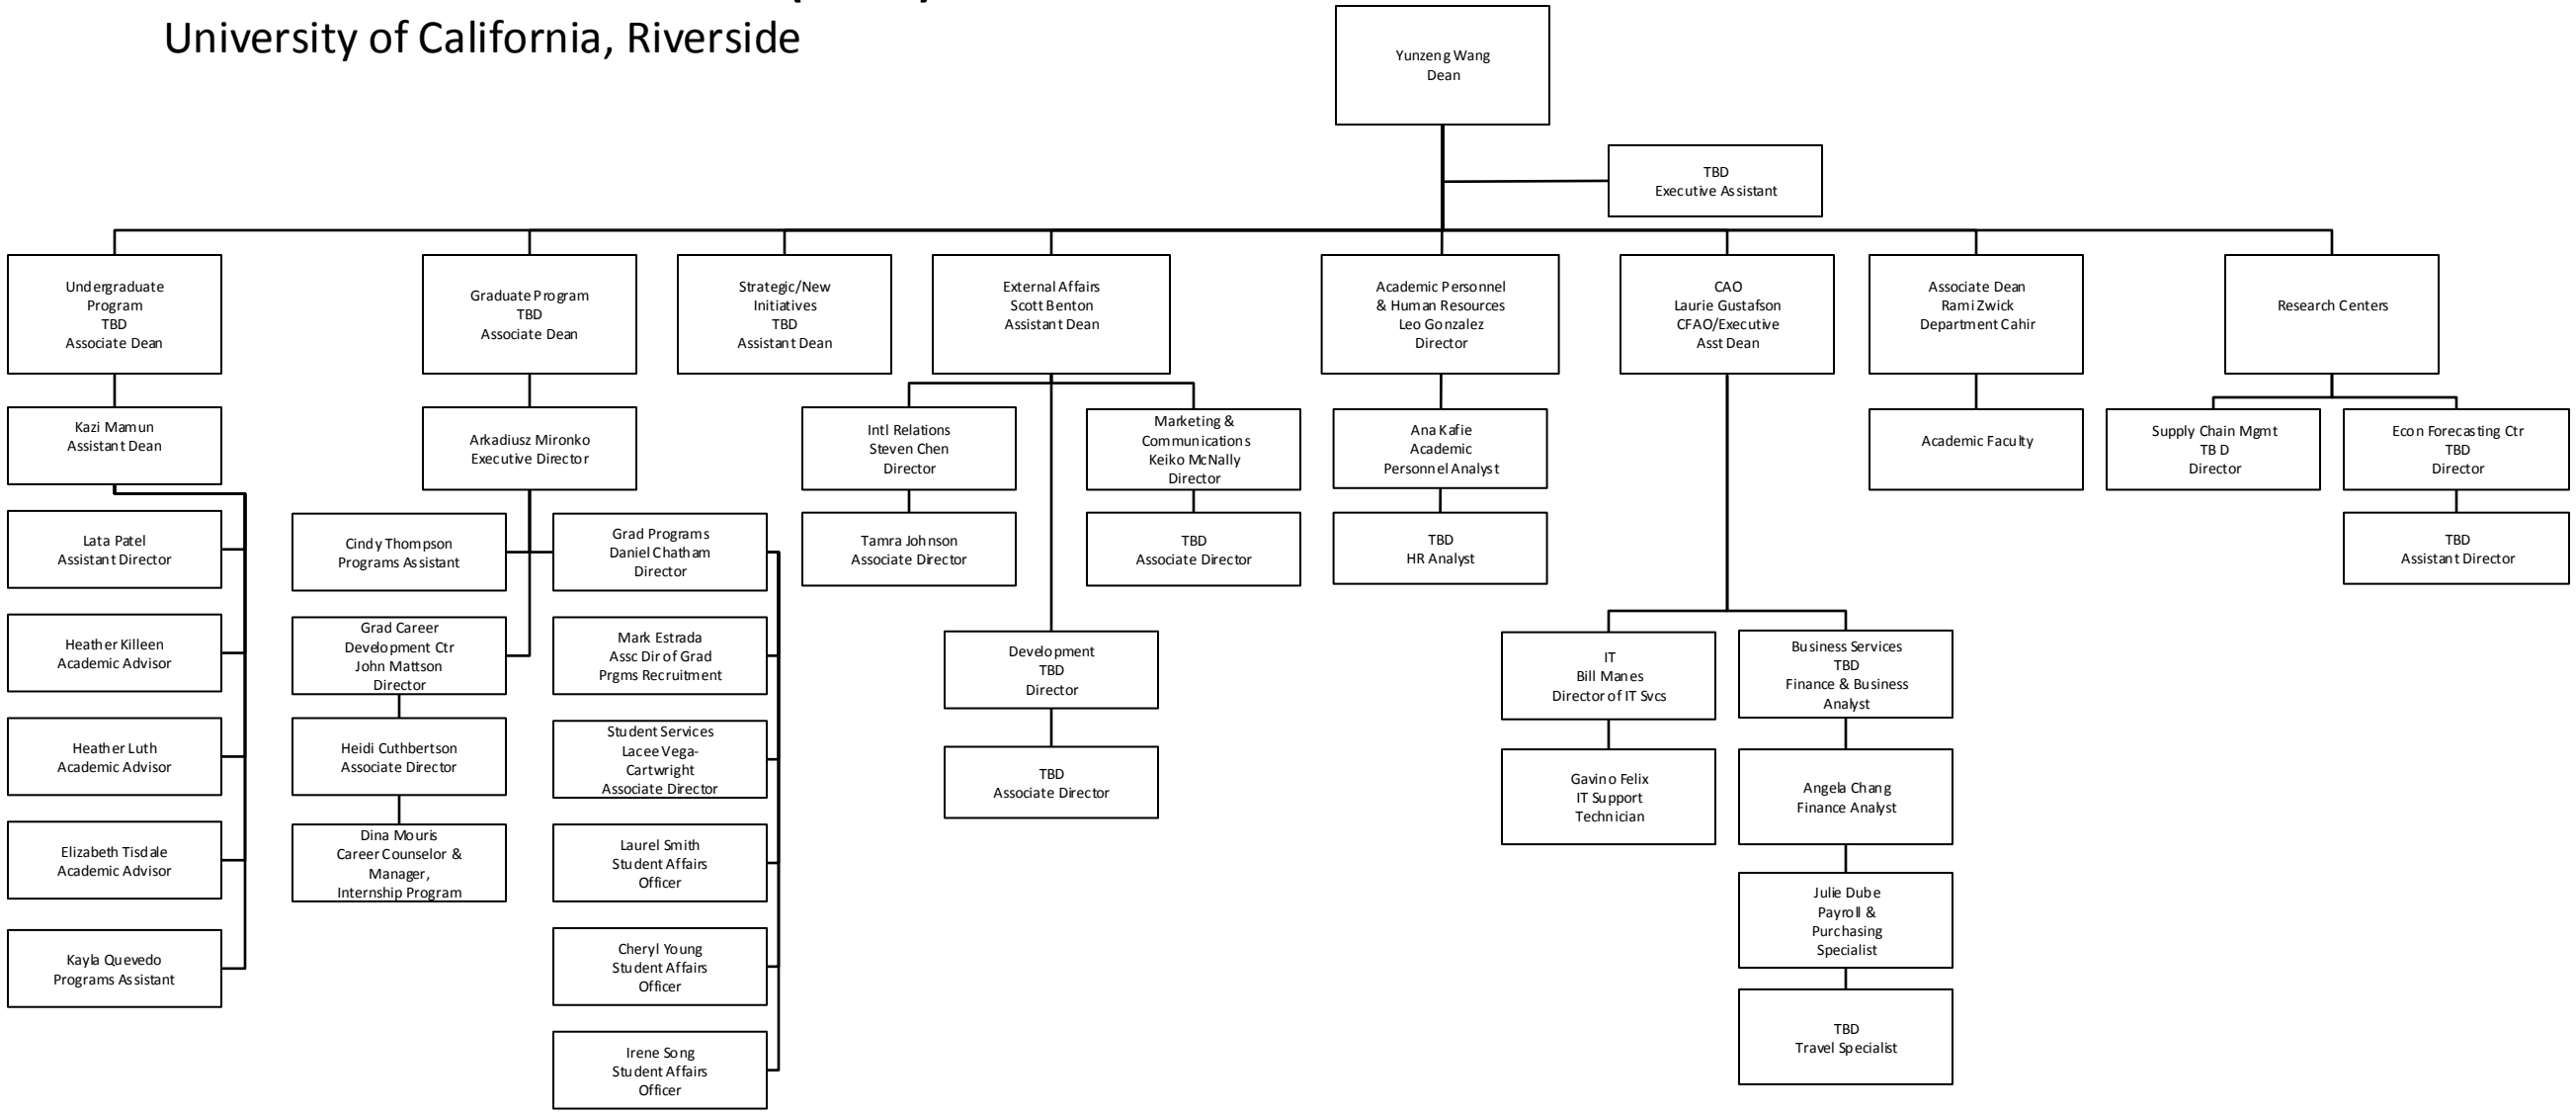 University of California, Riverside
Yunzeng Wang
Dean
TBD
Executive Assistant
Undergraduate
Program
TBD
Associate Dean
Graduate Program
TBD
Associate Dean
Strategic/New
Initiatives
TBD
Assistant Dean
External Affairs
Scott Benton
Assistant Dean
Academic Personnel
& Human Resources
Leo Gonzalez
Director
CAO
Laurie Gustafson
CFAO/Executive
Asst Dean
Associate Dean
Rami Zwick
Department Cahir
Research Centers
Kazi Mamun
Assistant Dean
Arkadiusz Mironko
Executive Director
Intl Relations
Steven Chen
Director
Marketing &
Communications
Keiko McNally
Director
Ana Kafie
Academic
Personnel Analyst
Academic Faculty
Supply Chain Mgmt
TBD
Director
Econ Forecasting Ctr
TBD
Director
Lata Patel
Assistant Director
Cindy Thompson
Programs Assistant
Grad Programs
Daniel Chatham
Director
Tamra Johnson
Associate Director
TBD
Associate Director
TBD
HR Analyst
TBD
Assistant Director
Heather Killeen
Academic Advisor
Grad Career
Development Ctr
John Mattson
Director
Mark Estrada
Assc Dir of Grad
Prgms Recruitment
Development
TBD
Director
IT
Bill Manes
Director of IT Svcs
Business Services
TBD
Finance & Business
Analyst
Heather Luth
Academic Advisor
Heidi Cuthbertson
Associate Director
Student Services
Lacee Vega-
Cartwright
Associate Director
TBD
Associate Director
Gavino Felix
IT Support
Technician
Angela Chang
Finance Analyst
Elizabeth Tisdale
Academic Advisor
Dina Mouris
Career Counselor &
Manager,
Internship Program
Laurel Smith
Student Affairs
Officer
Julie Dube
Payroll &
Purchasing
Specialist
Kayla Quevedo
Programs Assistant
Cheryl Young
Student Affairs
Officer
TBD
Travel Specialist
Irene Song
Student Affairs
Officer